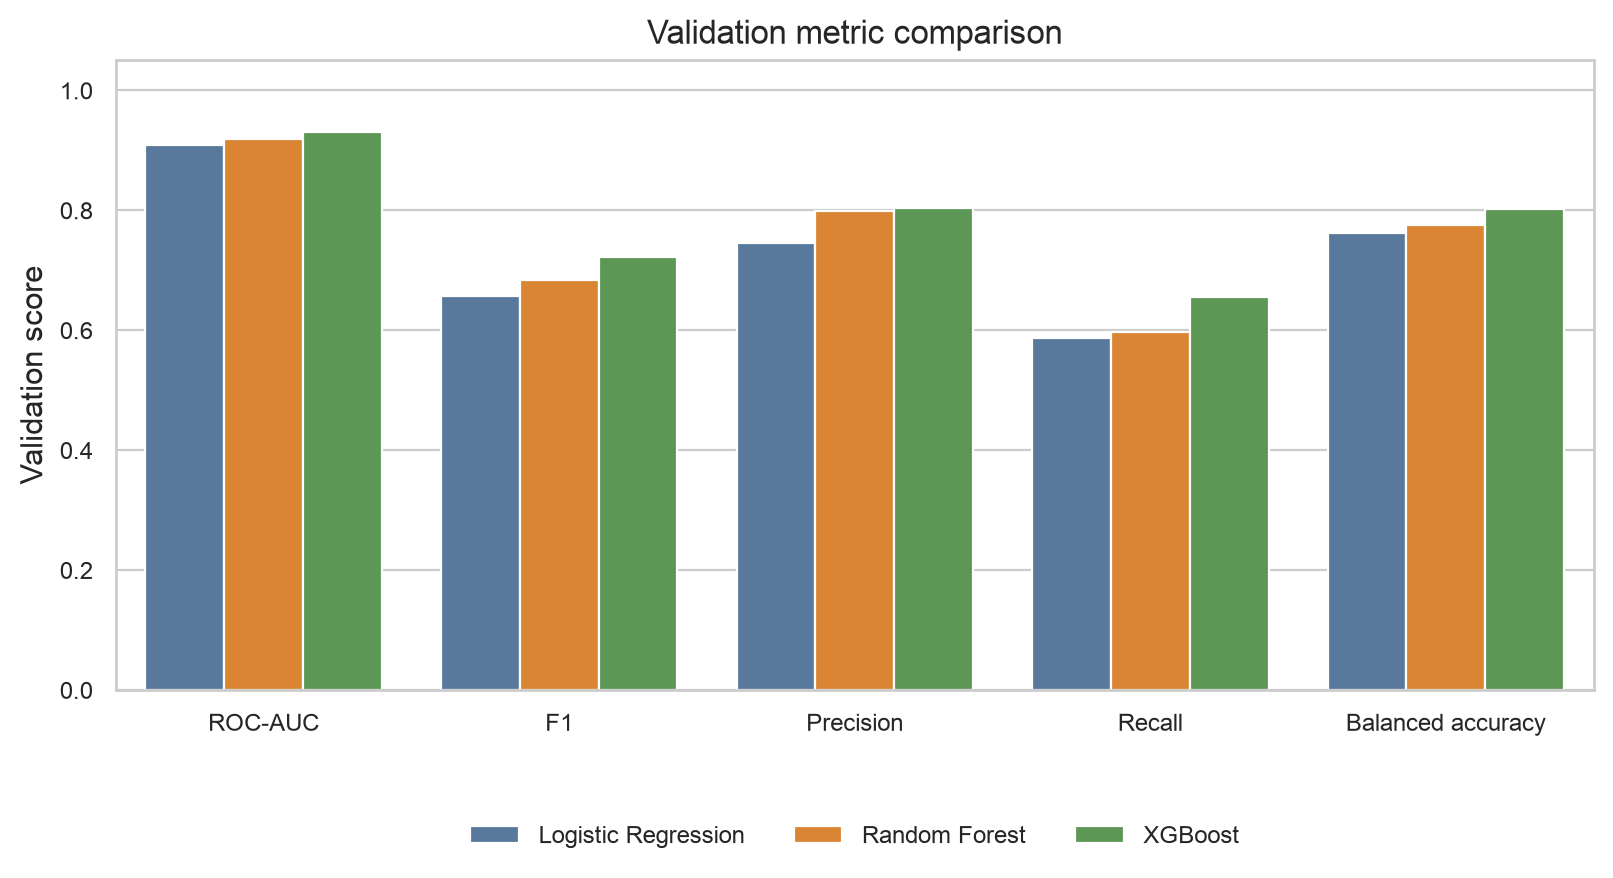 Validation metric comparison
Validation score
1.0
0.8
0.6
0.4
0.2
0.0
ROC-AUC F1 Precision Recall Balanced accuracy
Logistic Regression Random Forest XGBoost